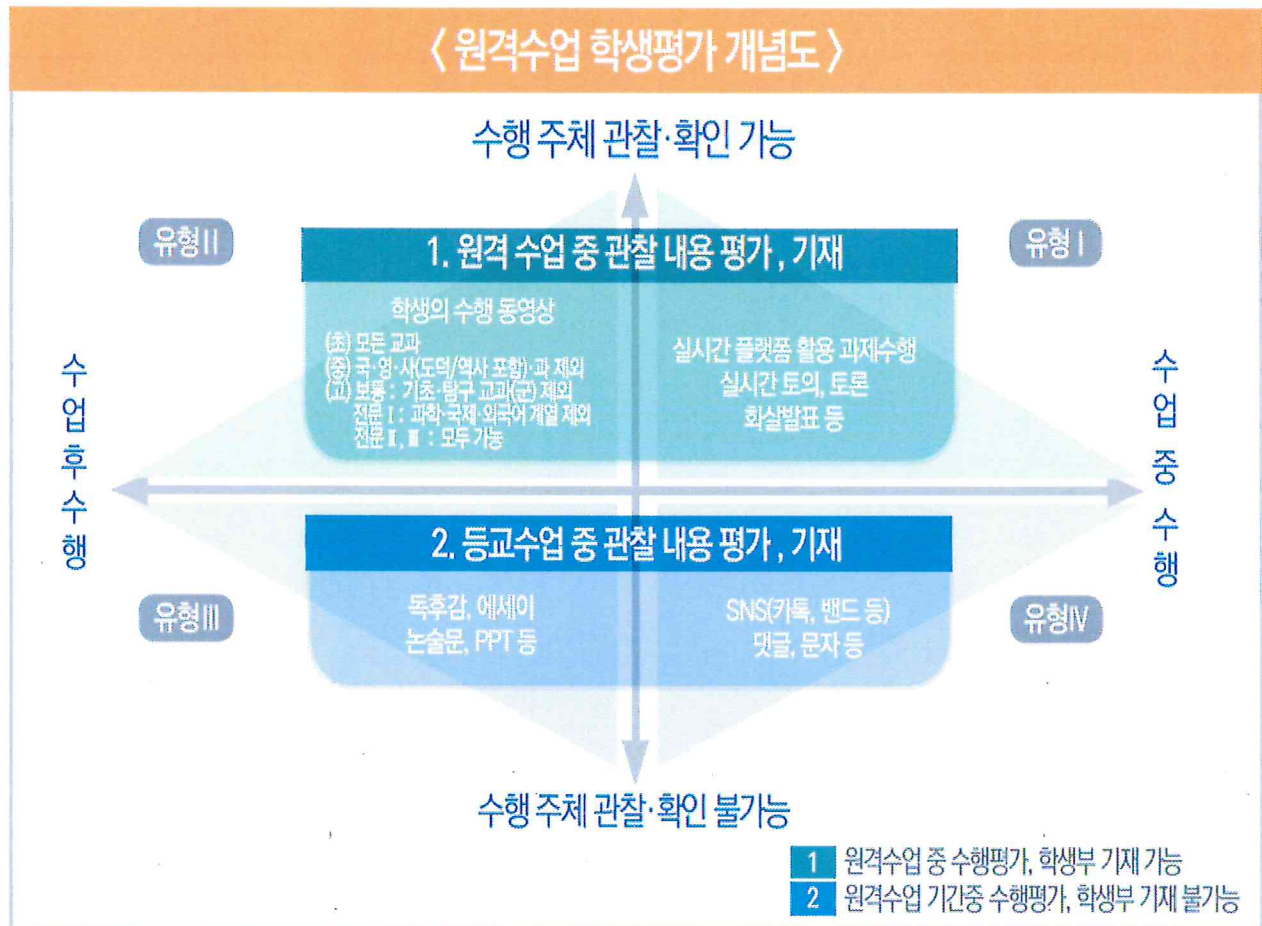 〈 원격수업 학생평가 개념도 〉
수행 주체 관찰·확인 가능
유형Ⅱ
유형Ⅰ
1. 원격 수업 중 관찰 내용 평가 , 기재
학생의 수행 동영상
(초) 모든 교과
(중) 국·영·사(도덕/역사 포함)·과 제외
(고) 보통 : 기초·탐구 교과(군) 제외
전문Ⅰ : 과학·국제·외국어 계열 제외
전문Ⅱ, Ⅲ : 모두 가능
실시간 플랫폼 활용 과제수행
실시간 토의, 토론
화상발표 등
수업 후 수행
수업 중 수행
2. 등교수업 중 관찰 내용 평가 , 기재
유형Ⅲ
유형Ⅳ
독후감, 에세이
논술문, PPT 등
SNS(카톡, 밴드 등)
댓글, 문자 등
수행 주체 관찰·확인 불가능
1 원격수업 중 수행평가, 학생부 기재 가능
2 원격수업 기간중 수행평가, 학생부 기재 불가능